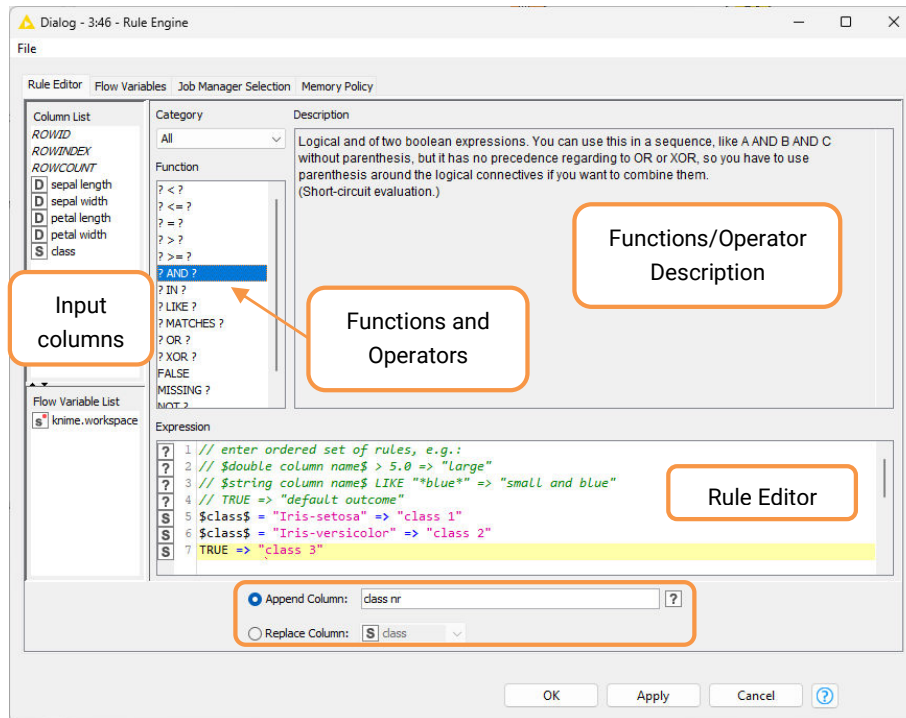 Dialog - 3:46 - Rule Engine
File
Rule Editor Flow Variables Job Manager Selection Memory Policy
Column List
ROWID
ROWINDEX
ROWCOUNT
D sepal length
D sepal width
D petal length
D petal width
S class
Input
columns
Flow Variable List
s knime.workspace
Category
All
Function
? < ?
? <= ?
? = ?
? > ?
? >= ?
? AND ?
? IN ?
? LIKE ?
? MATCHES ?
? OR ?
? XOR ?
FALSE
MISSING ?
NOT ?
Functions and
Operators
Description
Logical and of two boolean expressions. You can use this in a sequence, like A AND B AND C
without parenthesis, but it has no precedence regarding to OR or XOR, so you have to use
parenthesis around the logical connectives if you want to combine them.
(Short-circuit evaluation.)
Functions/Operator
Description
Expression
? 1 // enter ordered set of rules, e.g.:
? 2 // $double column name$ > 5.0 => "large"
? 3 // $string column name$ LIKE "*blue*" => "small and blue"
? 4 // TRUE => "default outcome"
S 5 $class$ = "Iris-setosa" => "class 1"
S 6 $class$ = "Iris-versicolor" => "class 2"
S 7 TRUE => "class 3"
Rule Editor
Append Column: class nr ?
Replace Column: S class
OK Apply Cancel ?